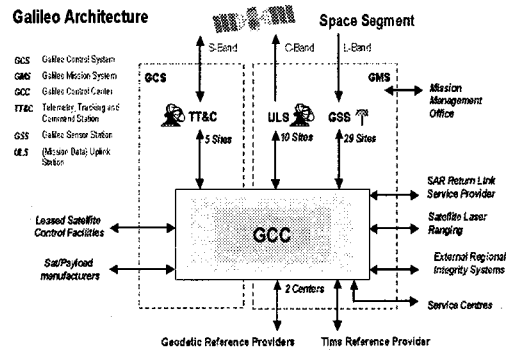 Galileo Architecture
Space Segment
S-Band
C-Band
L-Band
GCS Galileo Control System
GMS Galileo Mission System
GCC Galileo Control Center
TT&C Telemetry, Tracking and
Command Station
GSS Galileo Sensor Station
ULS (Mission Data) Uplink
Station
GCS
GMS
TT&C
ULS
GSS
5 Sites
10 Sites
29 Sites
Mission
Management
Office
GCC
2 Centers
Leased Satellite
Control Facilities
Sat/Payload
manufacturers
SAR Return Link
Service Provider
Satellite Laser
Ranging
External Regional
Integrity Systems
Service Centres
Geodetic Reference Providers
Time Reference Provider